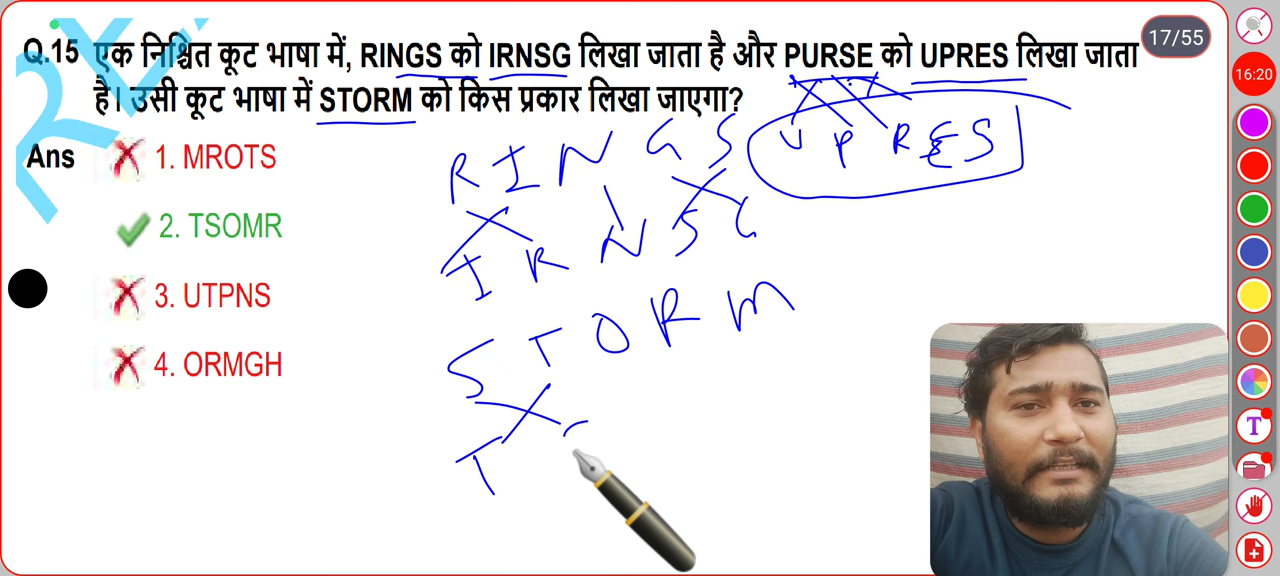 17/55
Q.15 एक निश्चित कूट भाषा में, RINGS को IRNSG लिखा जाता है और PURSE को UPRES लिखा जाता
है। उसी कूट भाषा में STORM को किस प्रकार लिखा जाएगा?
16:20
Ans 1. MROTS
2. TSOMR
3. UTPNS
4. ORMGH
R I N G S
U P R E S
I R N S G
S T O R M
T
T